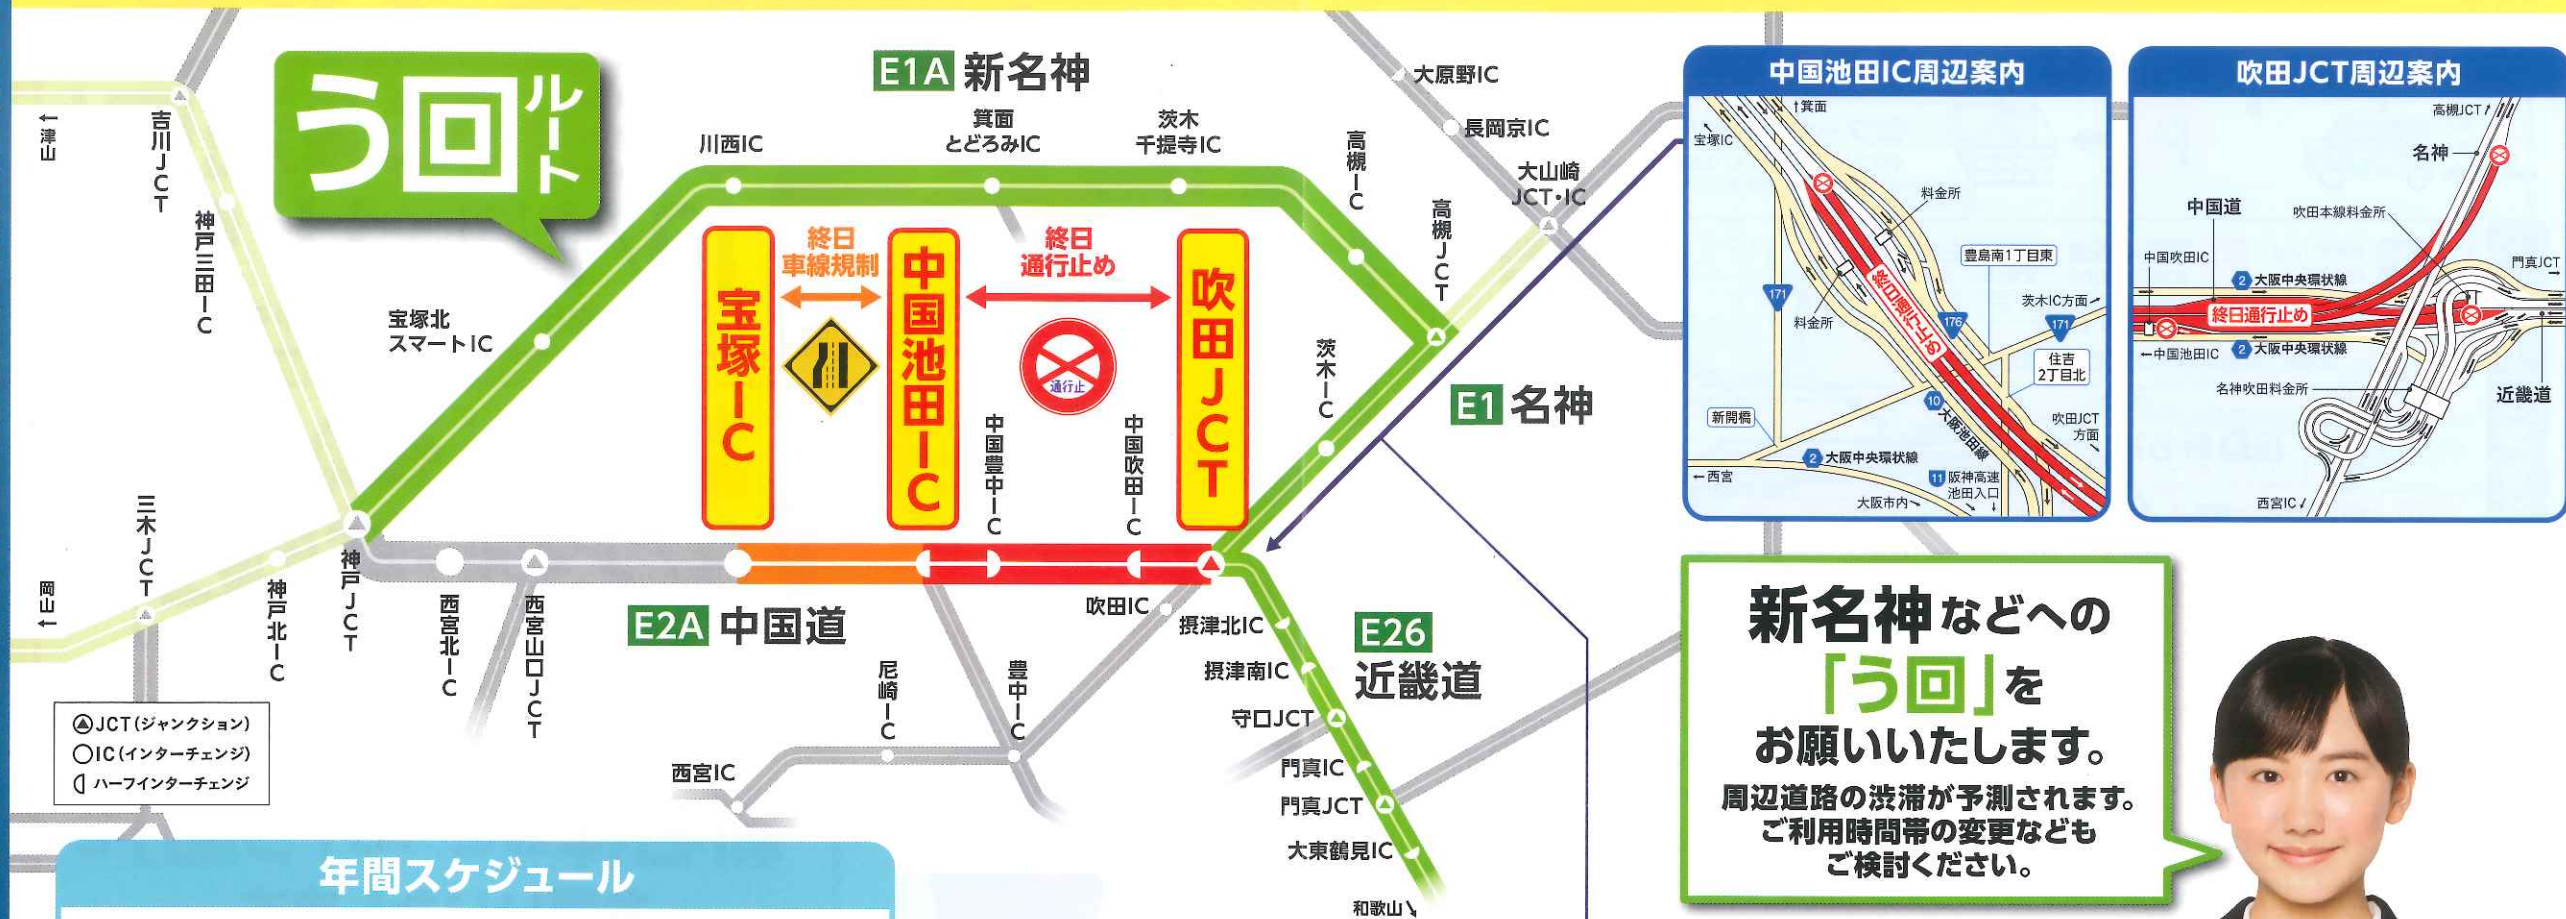 う回ルート
E1A 新名神
川西IC
箕面
とどろみIC
茨木
千提寺IC
高槻IC
高槻JCT
大原野IC
長岡京IC
大山崎
JCT・IC
←津山
吉川JCT
神戸三田IC
宝塚北
スマートIC
宝塚IC
終日
車線規制
中国池田IC
終日
通行止め
通行止
吹田JCT
中国豊中IC
中国吹田IC
茨木IC
E1 名神
三木JCT
岡山←
神戸北IC
神戸JCT
西宮北IC
西宮山口JCT
E2A 中国道
吹田IC
摂津北IC
摂津南IC
守口JCT
門真IC
門真JCT
大東鶴見IC
和歌山
E26
近畿道
尼崎IC
豊中IC
西宮IC
JCT(ジャンクション)
IC(インターチェンジ)
ハーフインターチェンジ
年間スケジュール
中国池田IC周辺案内
↑箕面
宝塚IC
料金所
豊島南1丁目東
171
料金所
終日通行止め
176
茨木IC方面
171
住吉
2丁目北
新開橋
10
大阪池田線
吹田JCT
方面
2 大阪中央環状線
←西宮
11 阪神高速
池田入口
大阪市内
吹田JCT周辺案内
高槻JCT
名神
中国道
吹田本線料金所
中国吹田IC
2 大阪中央環状線
門真JCT
終日通行止め
←中国池田IC
2 大阪中央環状線
名神吹田料金所
近畿道
西宮IC
新名神などへの
「う回」を
お願いいたします。
周辺道路の渋滞が予測されます。
ご利用時間帯の変更なども
ご検討ください。